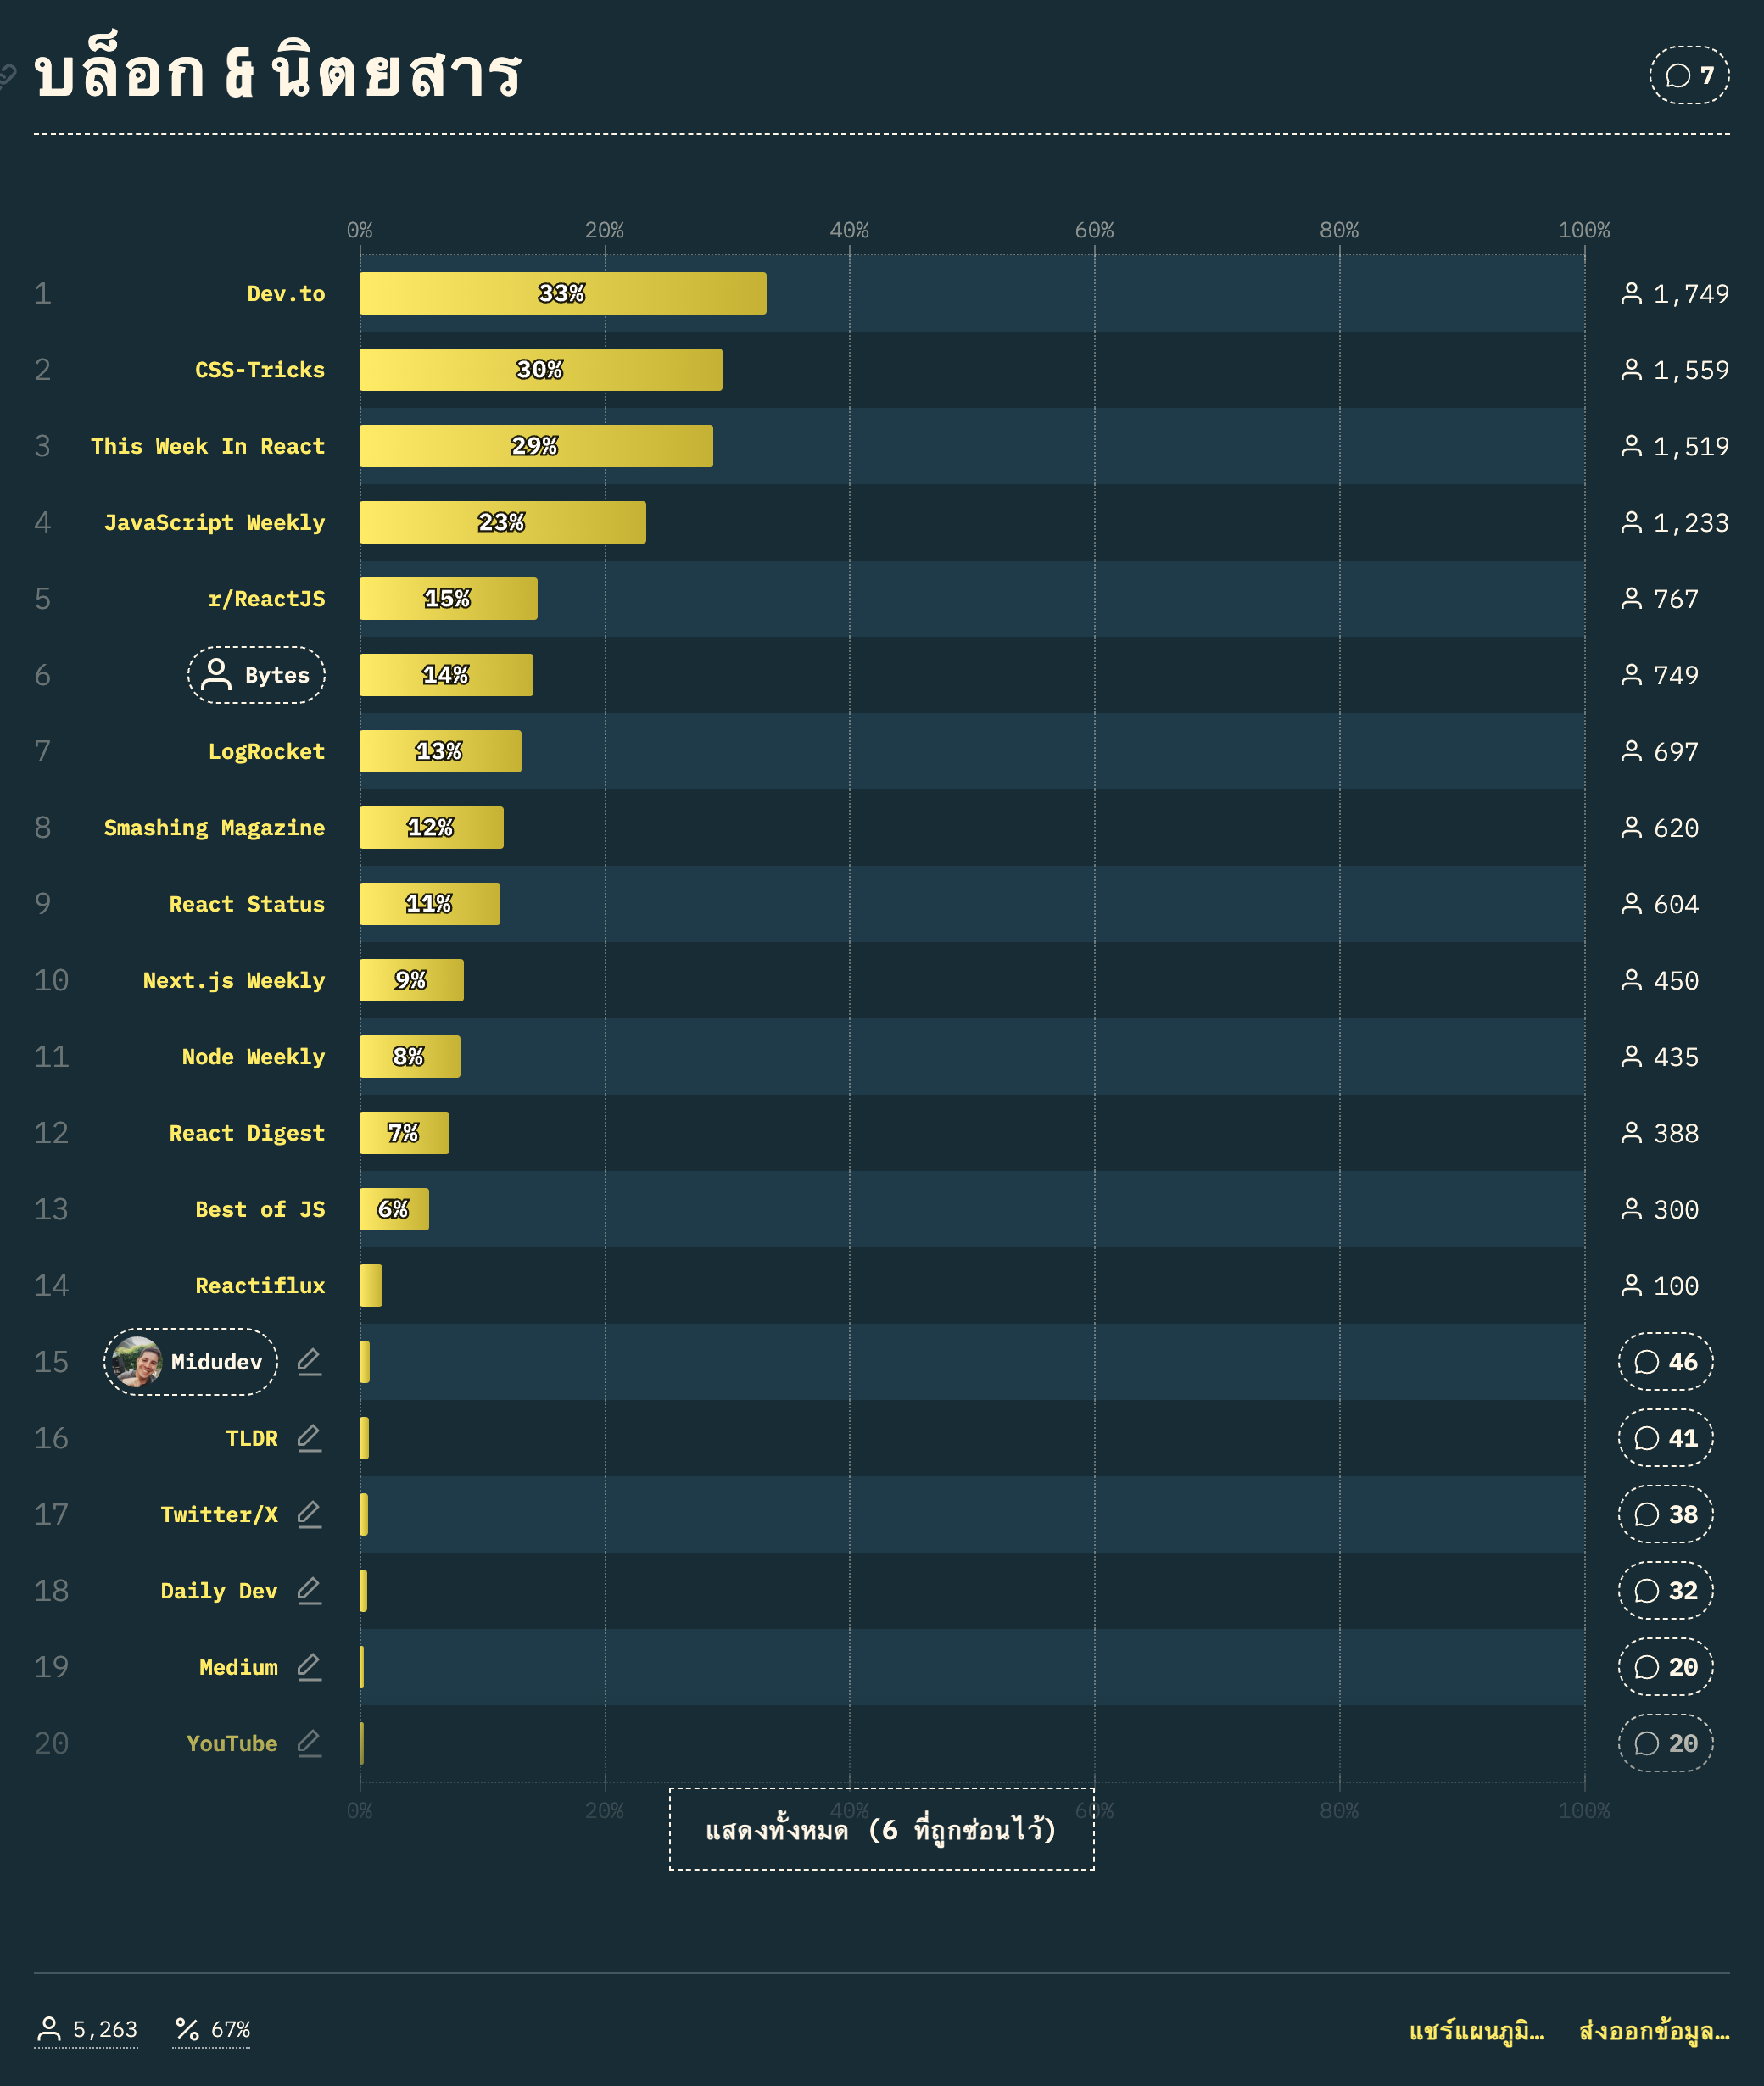 บล็อก & นิตยสาร
7
0% 20% 40% 60% 80% 100%
1 Dev.to 33% 1,749
2 CSS-Tricks 30% 1,559
3 This Week In React 29% 1,519
4 JavaScript Weekly 23% 1,233
5 r/ReactJS 15% 767
6 Bytes 14% 749
7 LogRocket 13% 697
8 Smashing Magazine 12% 620
9 React Status 11% 604
10 Next.js Weekly 9% 450
11 Node Weekly 8% 435
12 React Digest 7% 388
13 Best of JS 6% 300
14 Reactiflux 100
15 Midudev 46
16 TLDR 41
17 Twitter/X 38
18 Daily Dev 32
19 Medium 20
20 YouTube 20
0% 20% 40% 60% 80% 100%
แสดงทั้งหมด (6 ที่ถูกซ่อนไว้)
5,263 67% แชร์แผนภูมิ… ส่งออกข้อมูล…